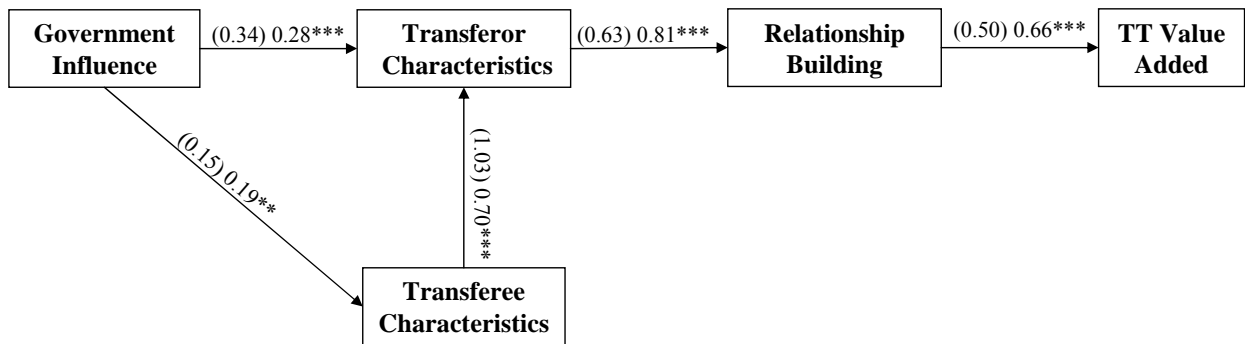 Government
Influence
(0.34) 0.28***
Transferor
Characteristics
(0.63) 0.81***
Relationship
Building
(0.50) 0.66***
TT Value
Added
(0.15) 0.19**
(1.03) 0.70***
Transferee
Characteristics